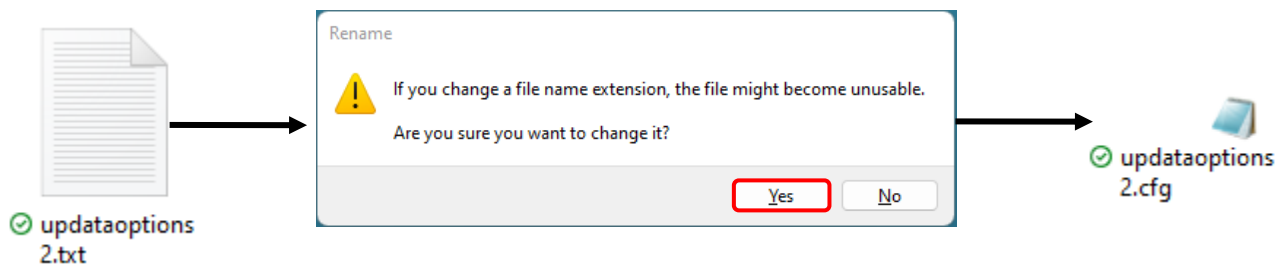 updataoptions
2.txt
Rename
If you change a file name extension, the file might become unusable.
Are you sure you want to change it?
Yes
No
updataoptions
2.cfg